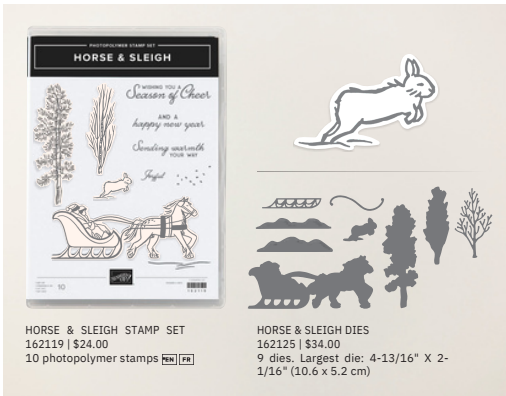 PHOTOPOLYMER STAMP SET
HORSE & SLEIGH
WISHING YOU A
Season of Cheer
AND A
happy new year
Sending warmth
YOUR WAY
Joyful
10
HORSE & SLEIGH STAMP SET
162119 | $24.00
10 photopolymer stamps EN FR
HORSE & SLEIGH DIES
162125 | $34.00
9 dies. Largest die: 4-13/16" X 2-
1/16" (10.6 x 5.2 cm)